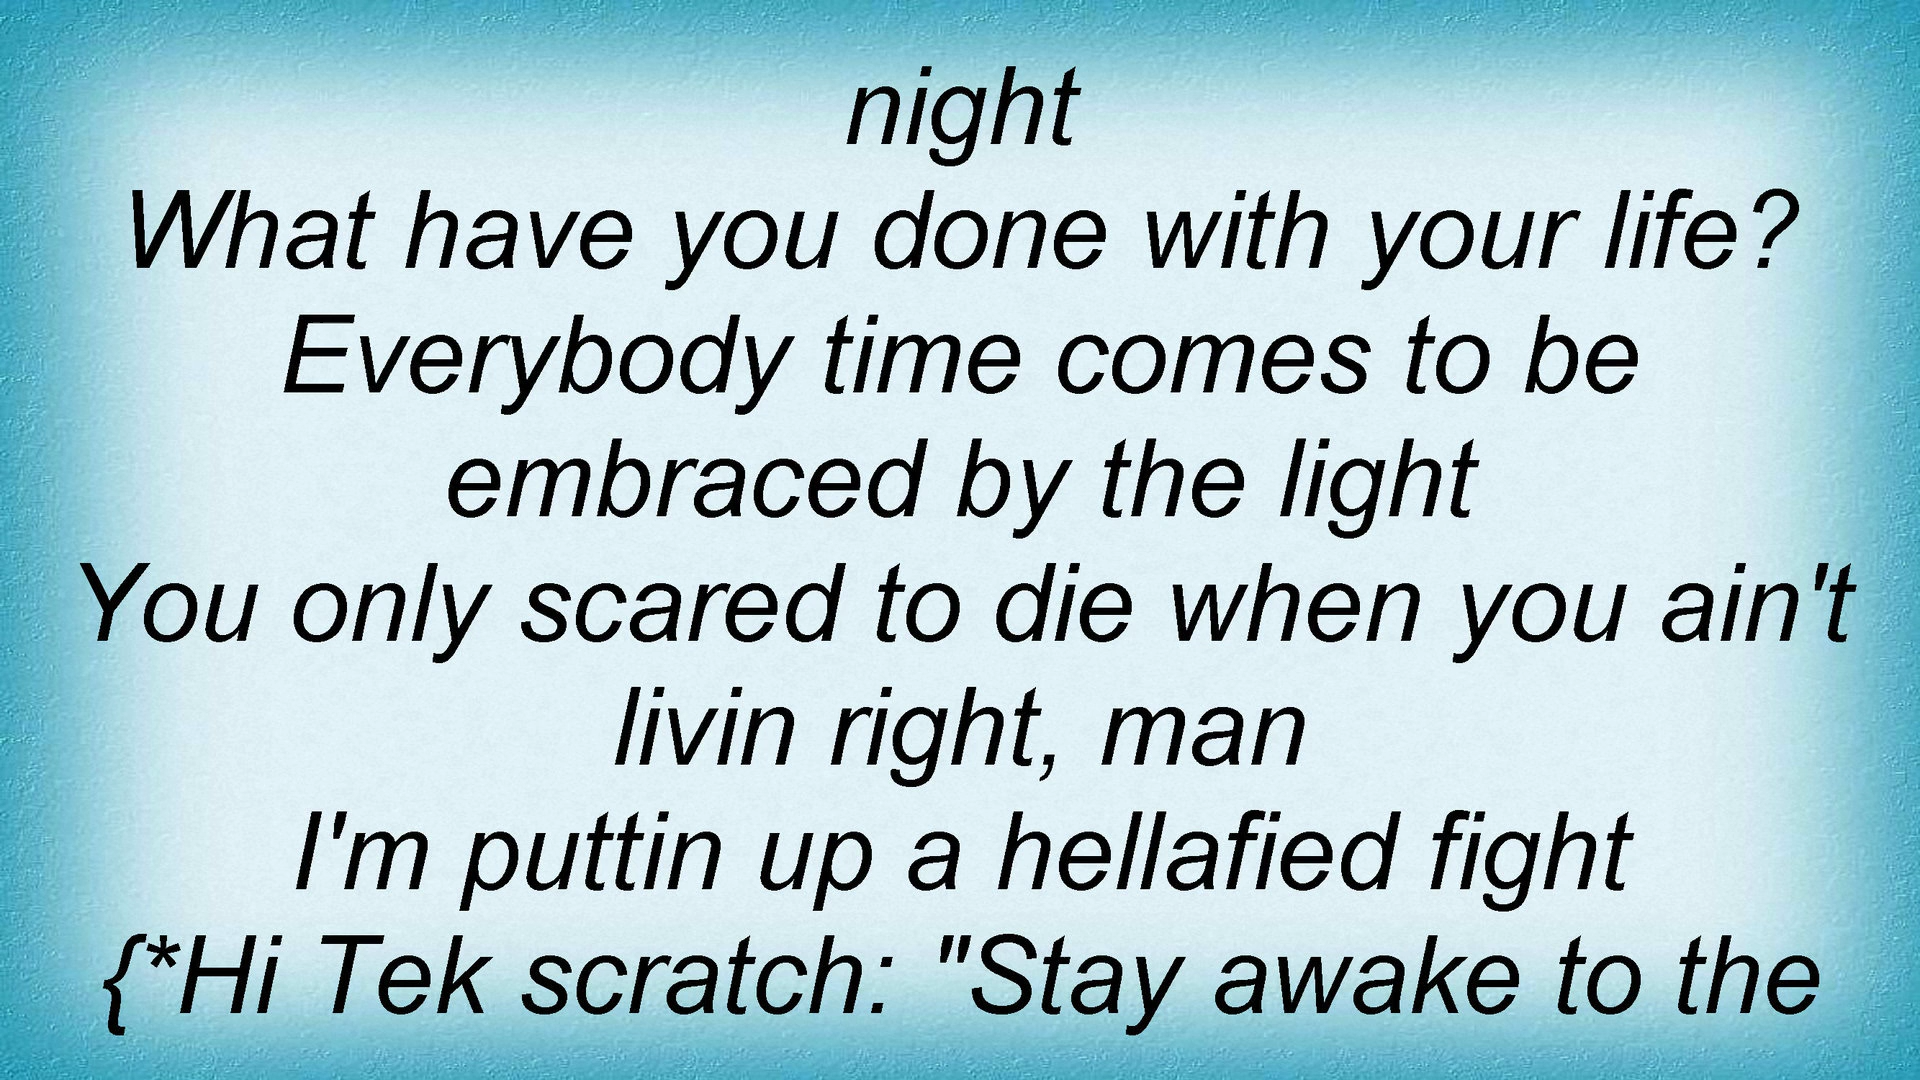 night
What have you done with your life?
Everybody time comes to be
embraced by the light
You only scared to die when you ain't
livin right, man
I'm puttin up a hellafied fight
{*Hi Tek scratch: "Stay awake to the